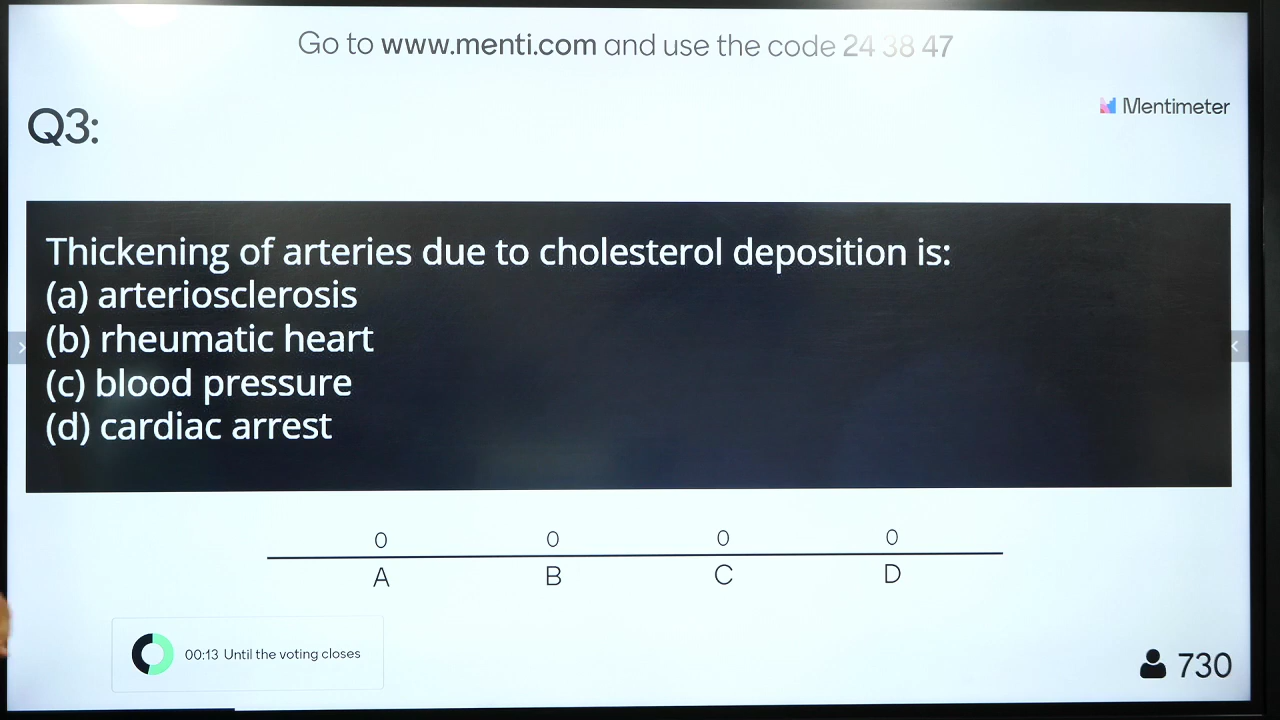 Go to www.menti.com and use the code 24 38 47
Mentimeter
Q3:
Thickening of arteries due to cholesterol deposition is:
(a) arteriosclerosis
(b) rheumatic heart
(c) blood pressure
(d) cardiac arrest
0 0 0 0
A B C D
00:13 Until the voting closes
730